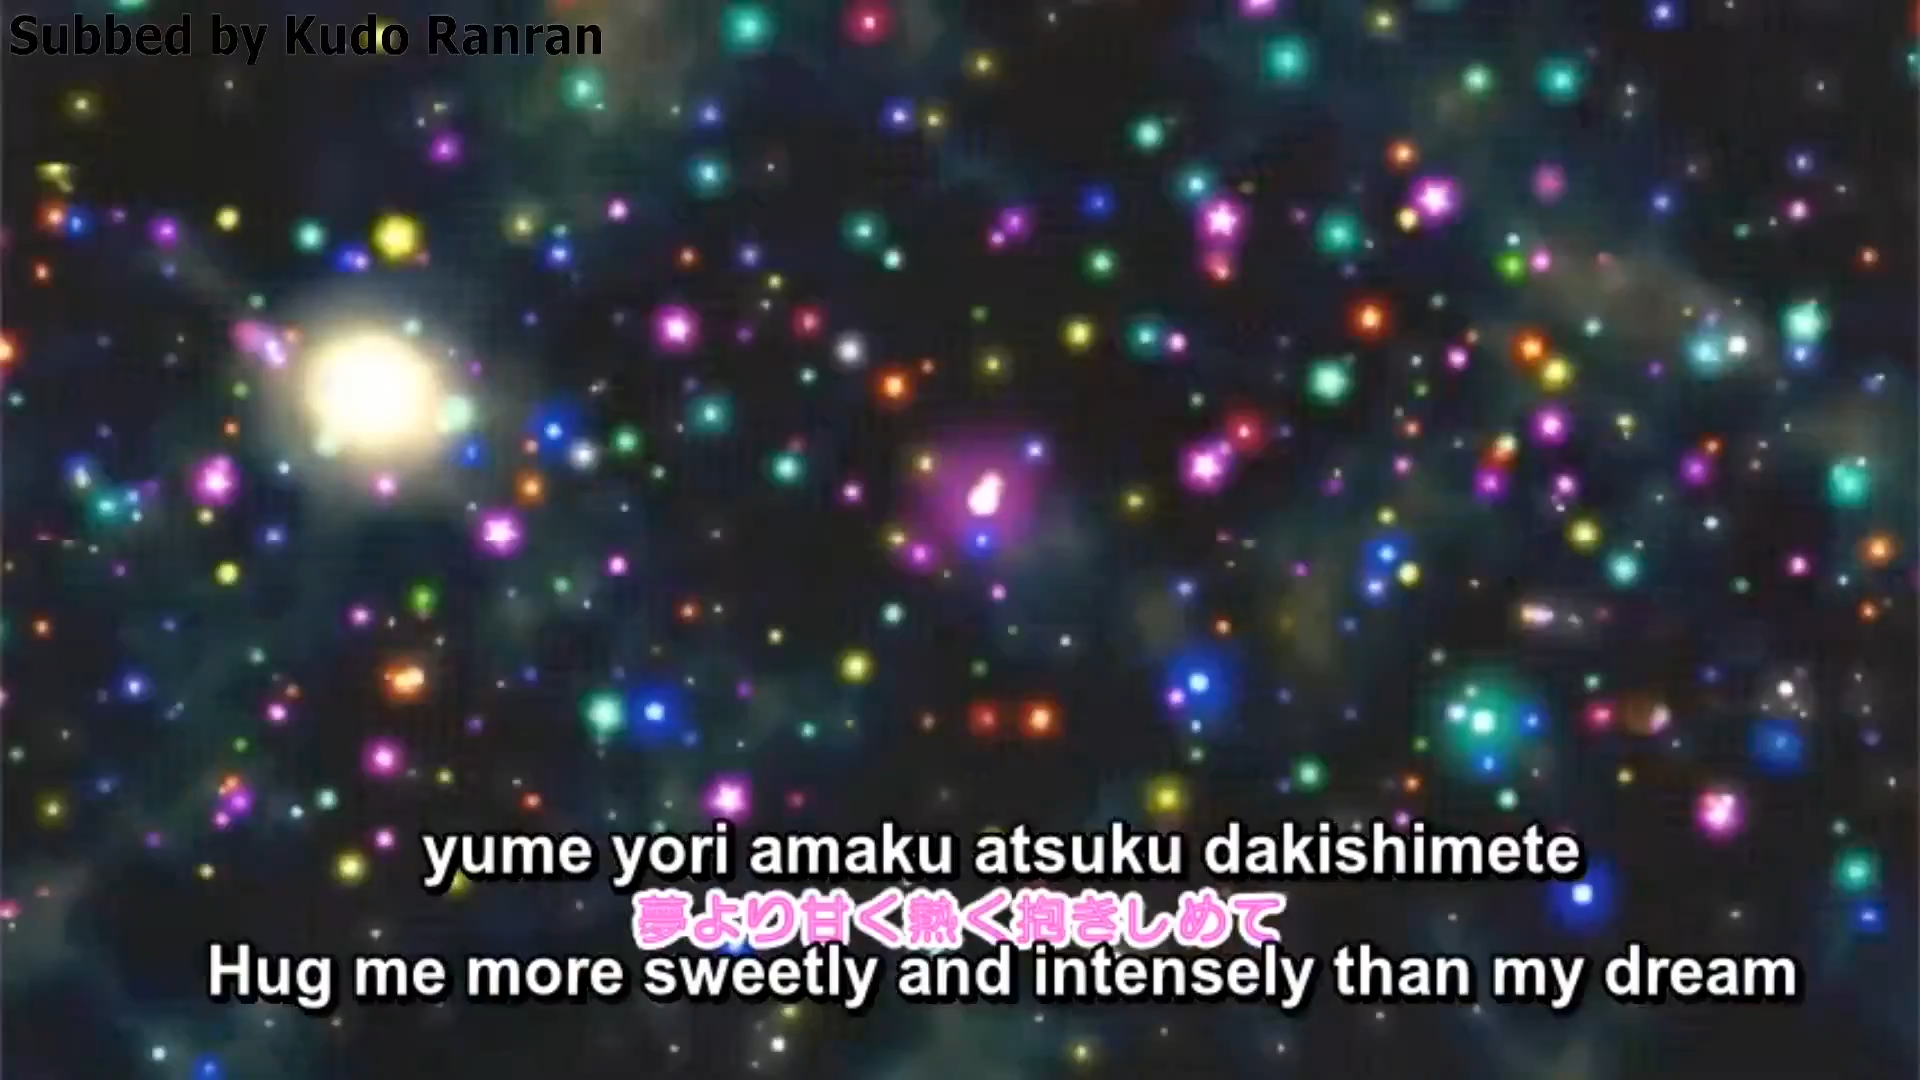 Subbed by Kudo Ranran
yume yori amaku atsuku dakishimete
夢より甘く熱く抱きしめて
Hug me more sweetly and intensely than my dream